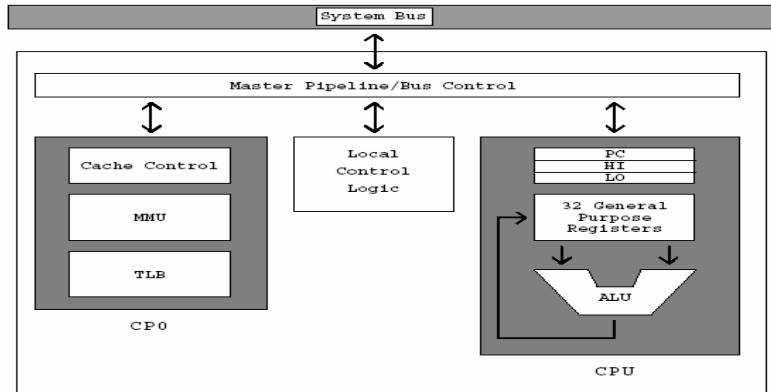 System Bus
Master Pipeline/Bus Control
Cache Control
MMU
TLB
CP0
Local
Control
Logic
PC
HI
LO
32 General
Purpose
Registers
ALU
CPU